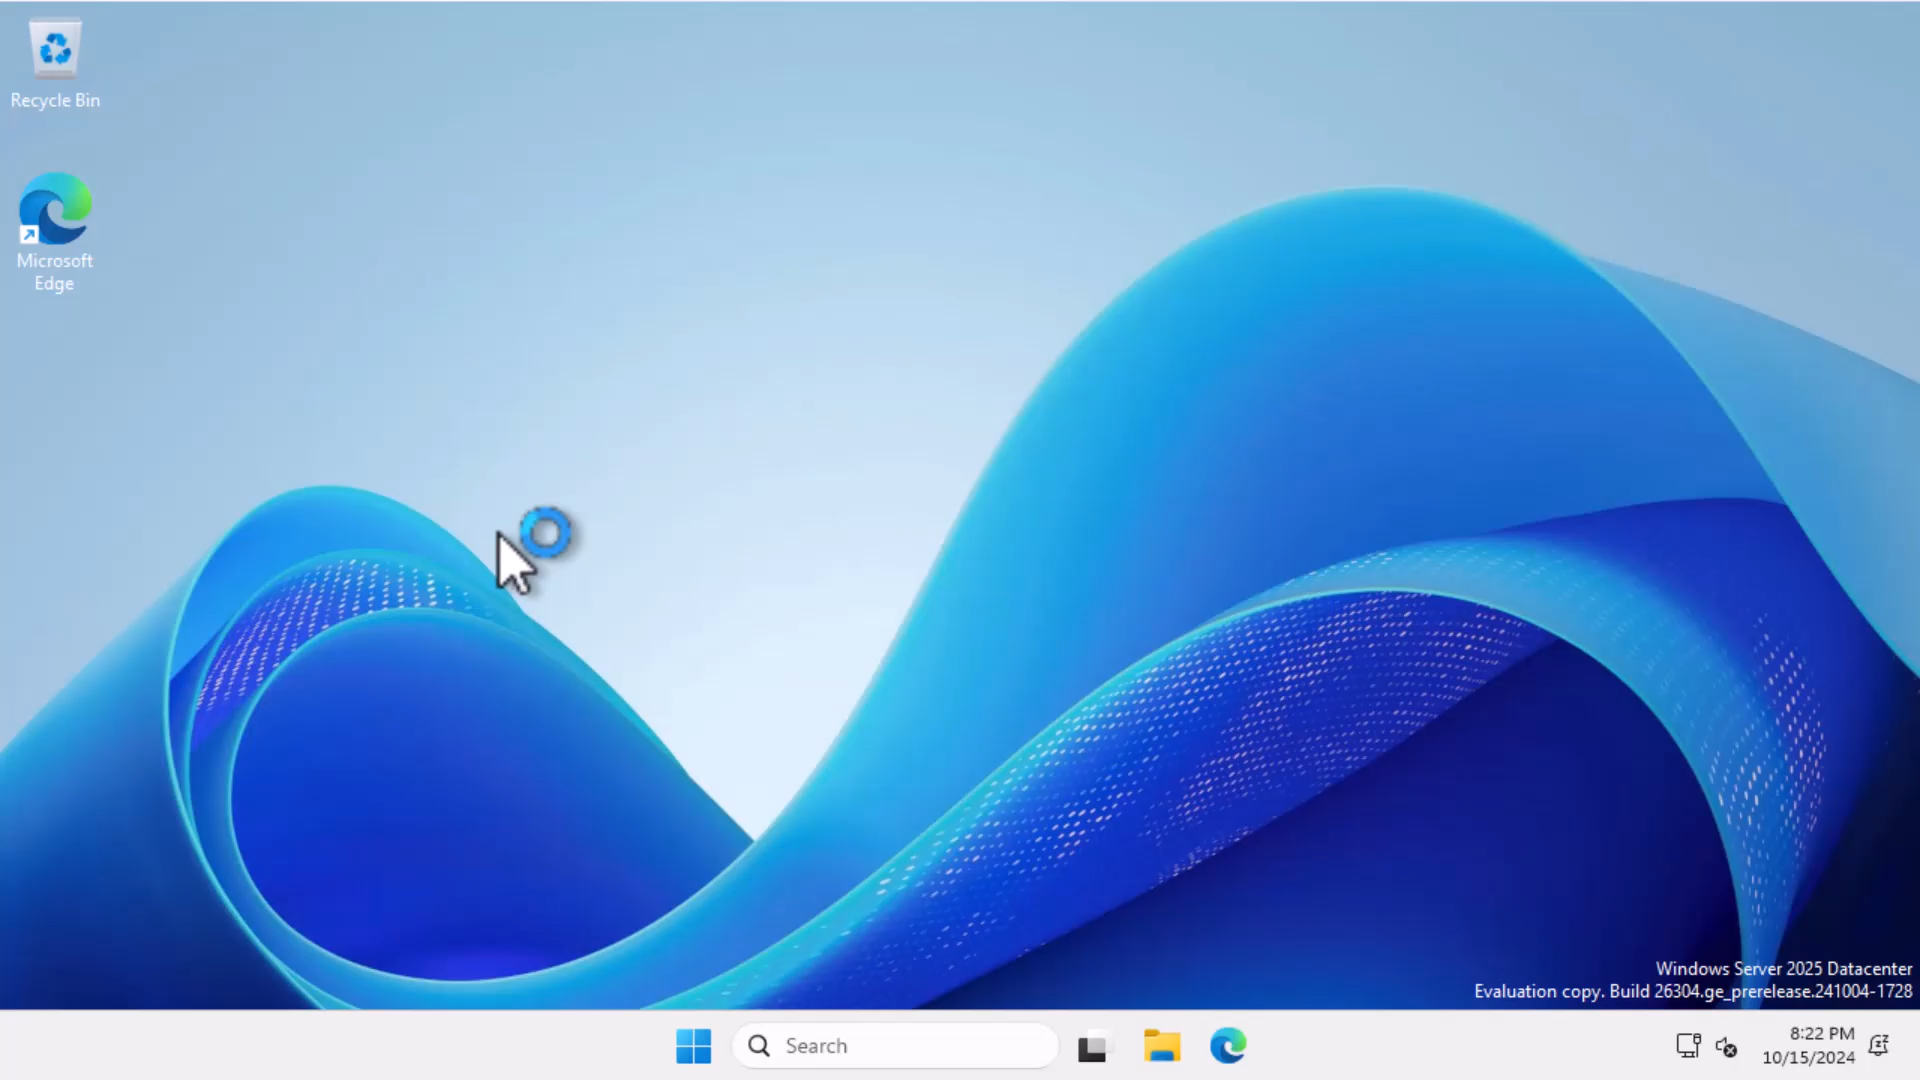 Recycle Bin
Microsoft
Edge
Windows Server 2025 Datacenter
Evaluation copy. Build 26304.ge_prerelease.241004-1728
Search
8:22 PM
10/15/2024